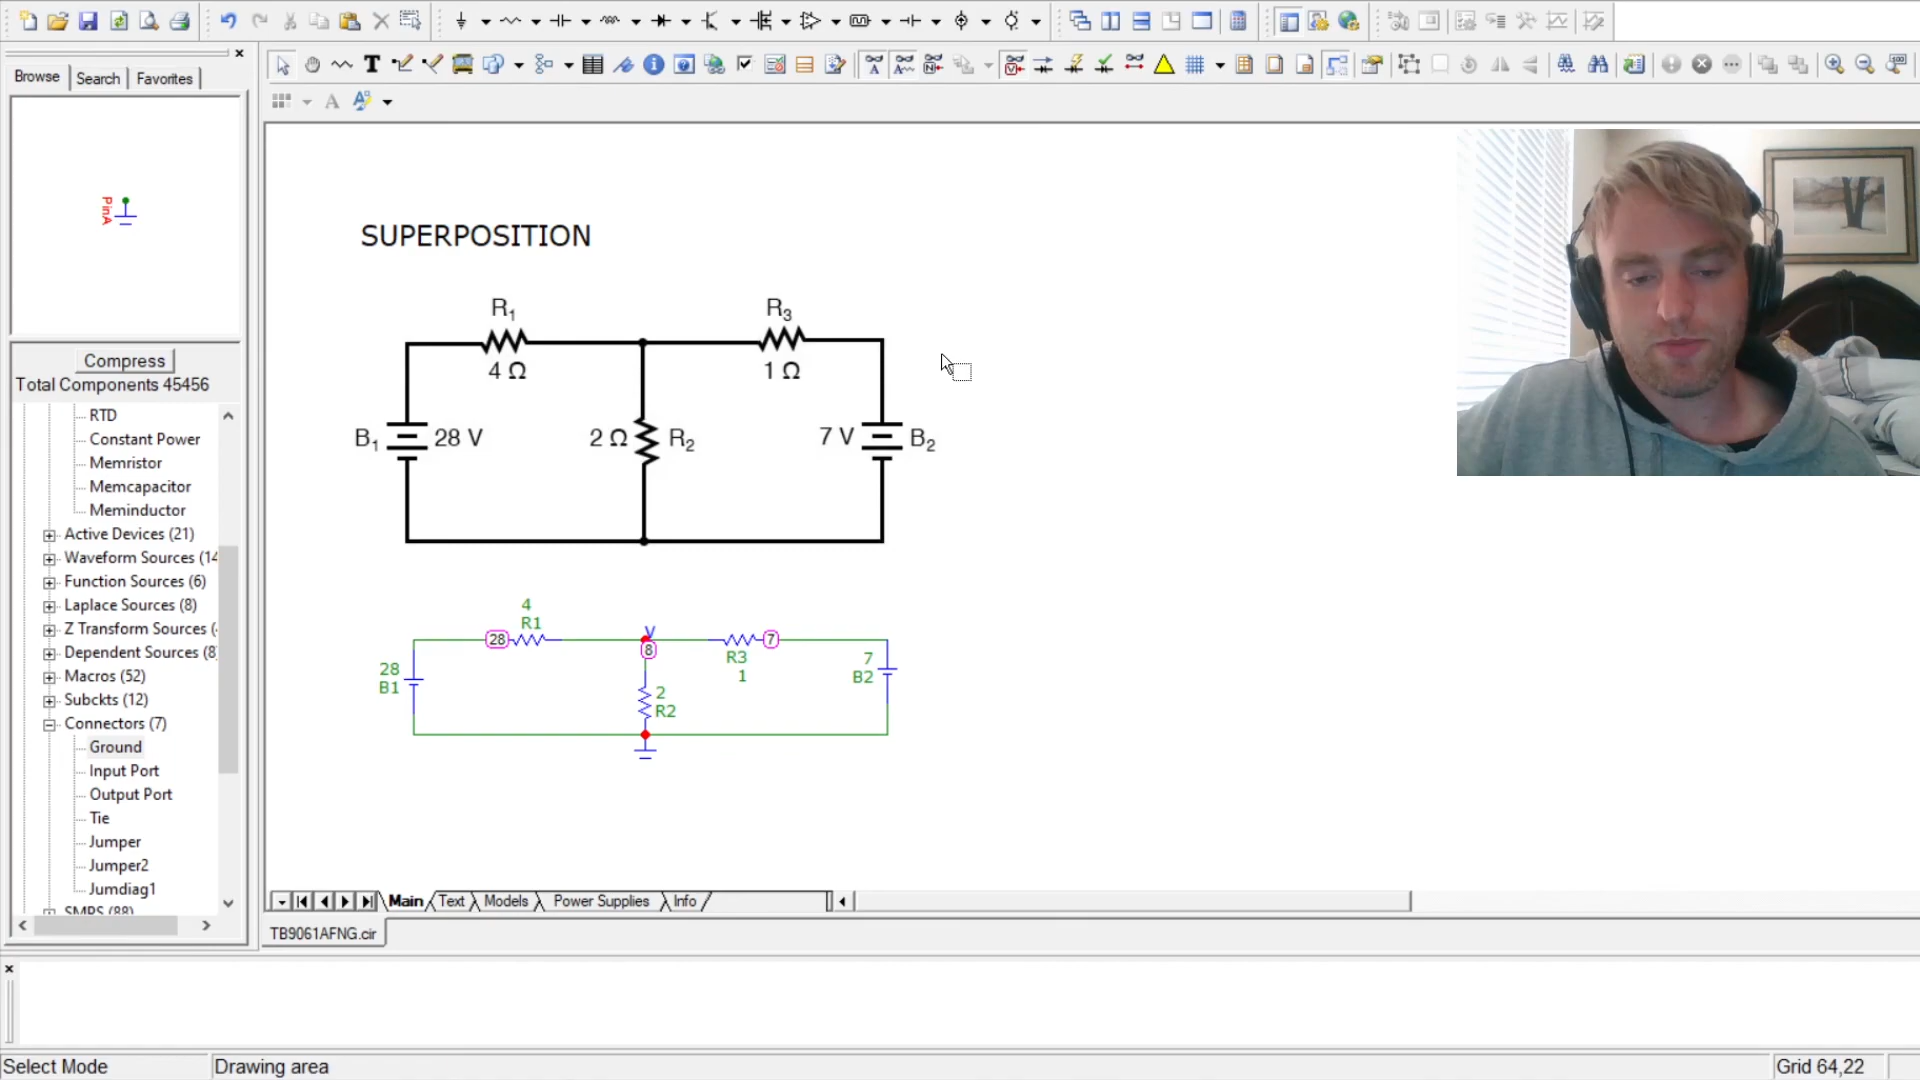 Browse
Search
Favorites
PinA
Compress
Total Components 45456
RTD
Constant Power
Memristor
Memcapacitor
Meminductor
Active Devices (21)
Waveform Sources (14
Function Sources (6)
Laplace Sources (8)
Z Transform Sources (
Dependent Sources (8
Macros (52)
Subckts (12)
Connectors (7)
Ground
Input Port
Output Port
Tie
Jumper
Jumper2
Jumdiag1
SMPS (88)
SUPERPOSITION
R1
R3
4 Ω
1 Ω
B1 28 V
2 Ω R2
7 V B2
4
R1
28
V
8
7
R3
1
28
B1
2
R2
7
B2
Main
Text
Models
Power Supplies
Info
TB9061AFNG.cir
Select Mode
Drawing area
Grid 64,22